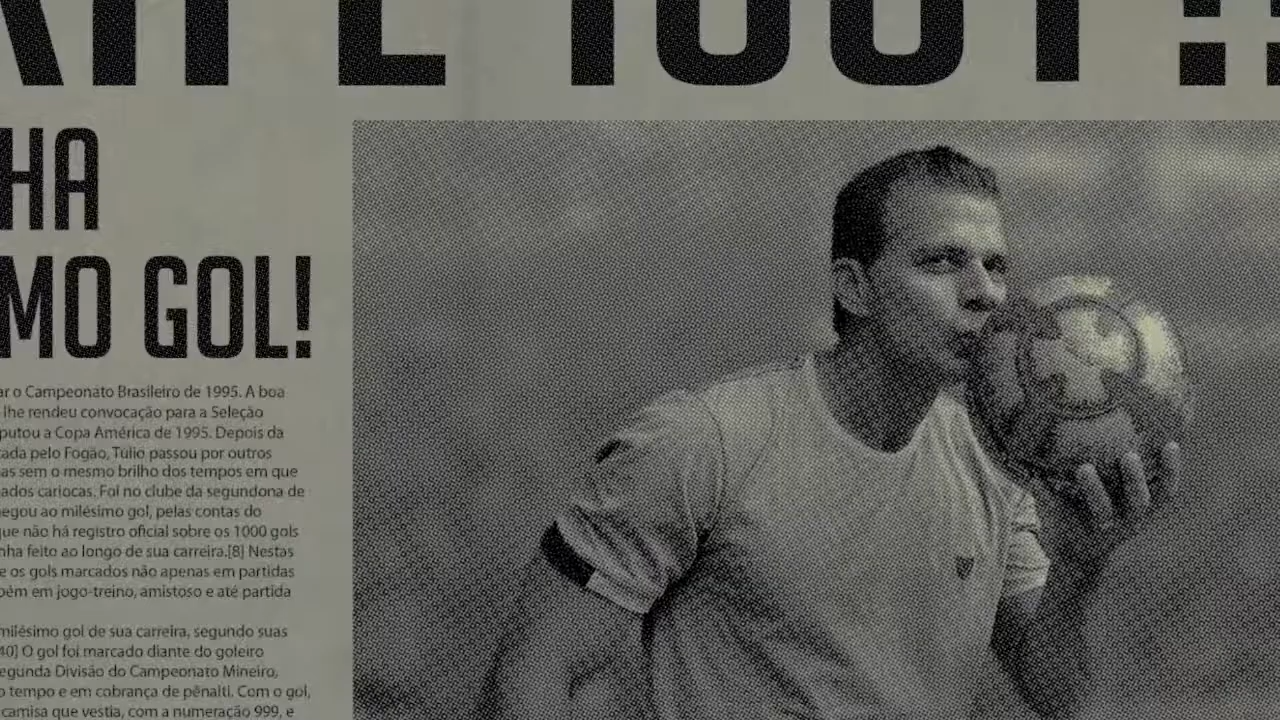 HA
MO GOL!
ar o Campeonato Brasileiro de 1995. A boa
lhe rendeu convocação para a Seleção
putou a Copa América de 1995. Depois da
cada pelo Fogão, Túlio passou por outros
as sem o mesmo brilho dos tempos em que
ados cariocas. Foi no clube da segundona de
hegou ao milésimo gol, pelas contas do
que não há registro oficial sobre os 1000 gols
nha feito ao longo de sua carreira.[8] Nestas
e os gols marcados não apenas em partidas
bém em jogo-treino, amistoso e até partida
milésimo gol de sua carreira, segundo suas
40] O gol foi marcado diante do goleiro
egunda Divisão do Campeonato Mineiro,
o tempo e em cobrança de pênalti. Com o gol,
camisa que vestia, com a numeração 999, e